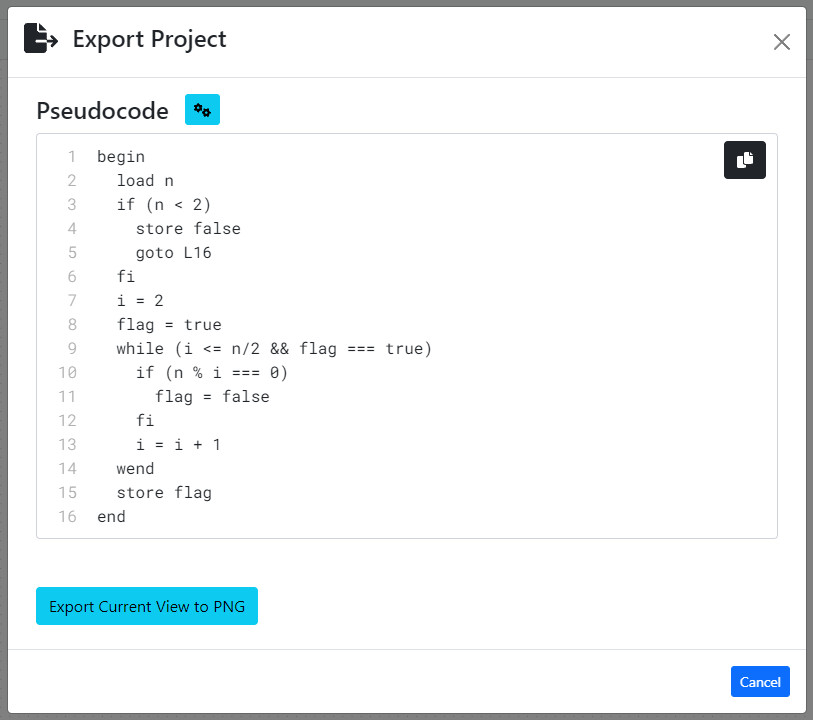 Export Project
Pseudocode
1 begin
2   load n
3   if (n < 2)
4     store false
5     goto L16
6   fi
7   i = 2
8   flag = true
9   while (i <= n/2 && flag === true)
10     if (n % i === 0)
11       flag = false
12     fi
13     i = i + 1
14   wend
15   store flag
16 end
Export Current View to PNG
Cancel